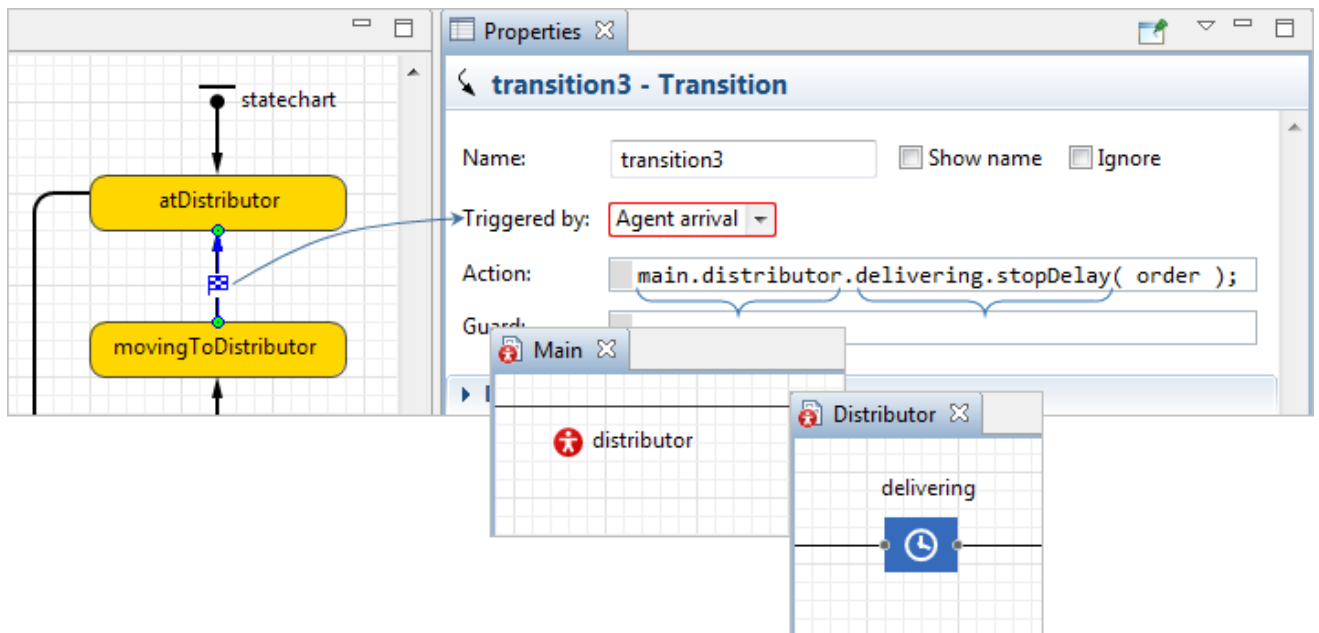 Properties
statechart
transition3 - Transition
Name: transition3 Show name Ignore
atDistributor
Triggered by: Agent arrival
Action: main.distributor.delivering.stopDelay( order );
Guard:
movingToDistributor
Main
distributor
Distributor
delivering